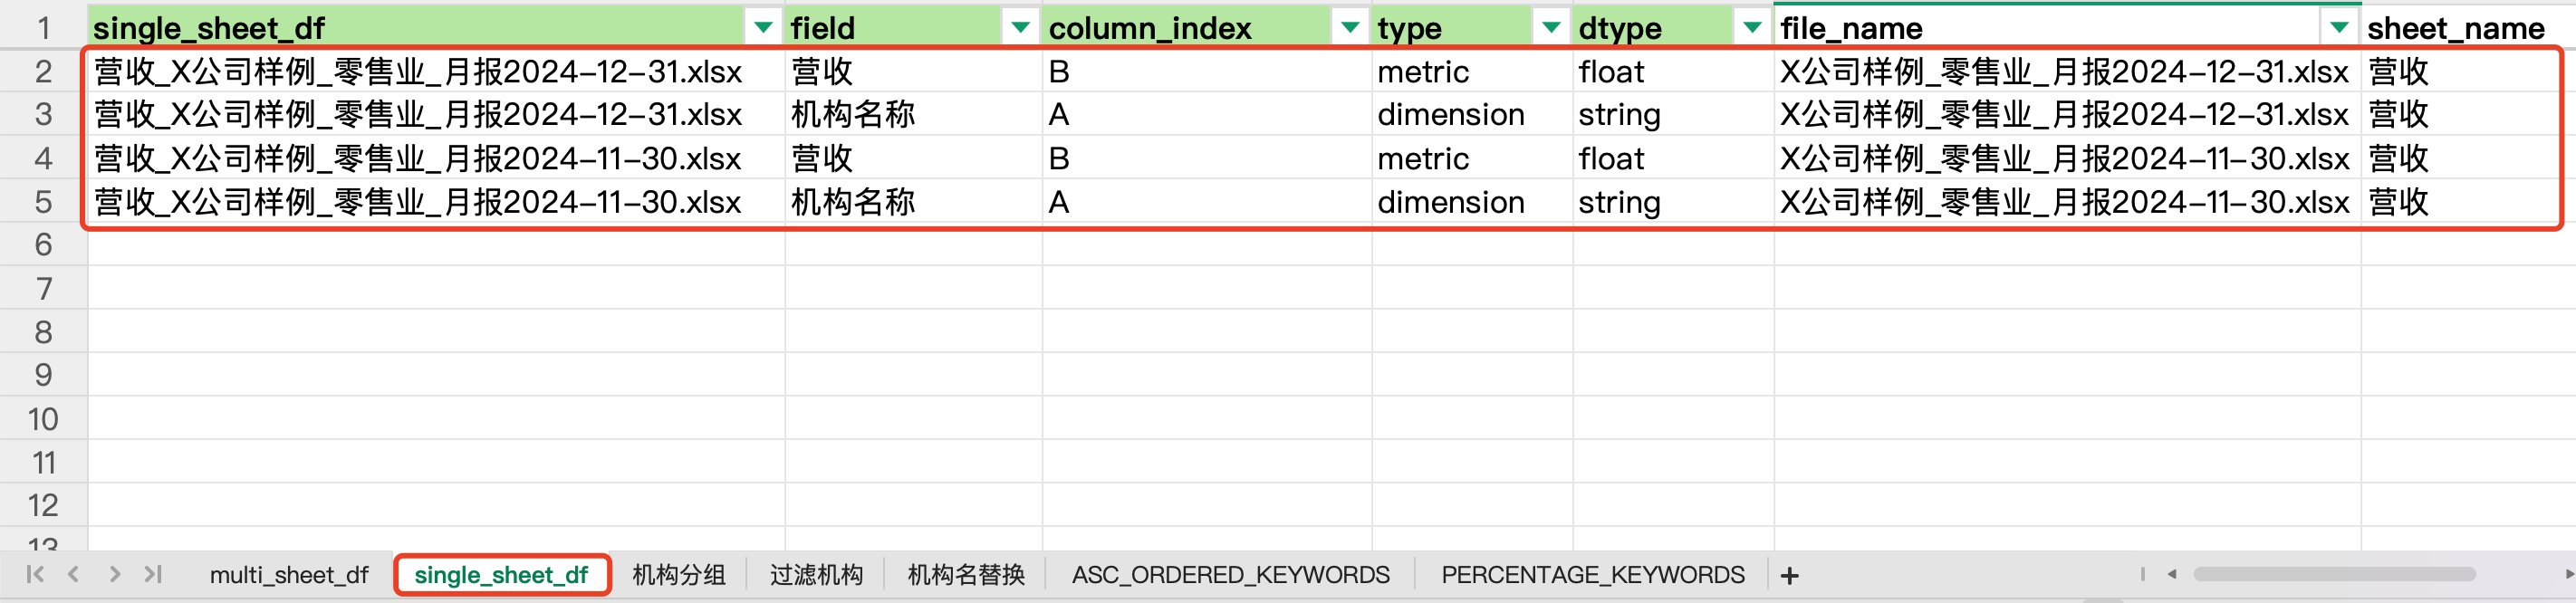 1 single_sheet_df field column_index type dtype file_name sheet_name
2 营收_X公司样例_零售业_月报2024-12-31.xlsx 营收 B metric float X公司样例_零售业_月报2024-12-31.xlsx 营收
3 营收_X公司样例_零售业_月报2024-12-31.xlsx 机构名称 A dimension string X公司样例_零售业_月报2024-12-31.xlsx 营收
4 营收_X公司样例_零售业_月报2024-11-30.xlsx 营收 B metric float X公司样例_零售业_月报2024-11-30.xlsx 营收
5 营收_X公司样例_零售业_月报2024-11-30.xlsx 机构名称 A dimension string X公司样例_零售业_月报2024-11-30.xlsx 营收
6
7
8
9
10
11
12
13
multi_sheet_df single_sheet_df 机构分组 过滤机构 机构名替换 ASC_ORDERED_KEYWORDS PERCENTAGE_KEYWORDS +